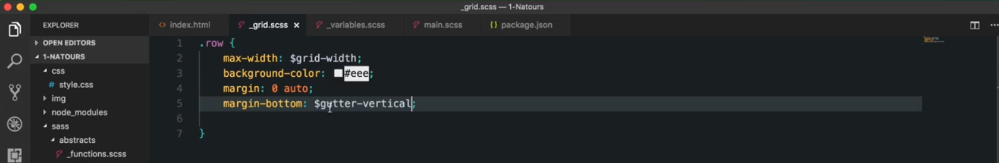 _grid.scss — 1-Natours
EXPLORER
OPEN EDITORS
1-NATOURS
css
# style.css
img
node_modules
sass
abstracts
_functions.scss
<> index.html _grid.scss × _variables.scss main.scss {} package.json ...
1 .row {
2 max-width: $grid-width;
3 background-color: #eee;
4 margin: 0 auto;
5 margin-bottom: $gutter-vertical;
6
7 }